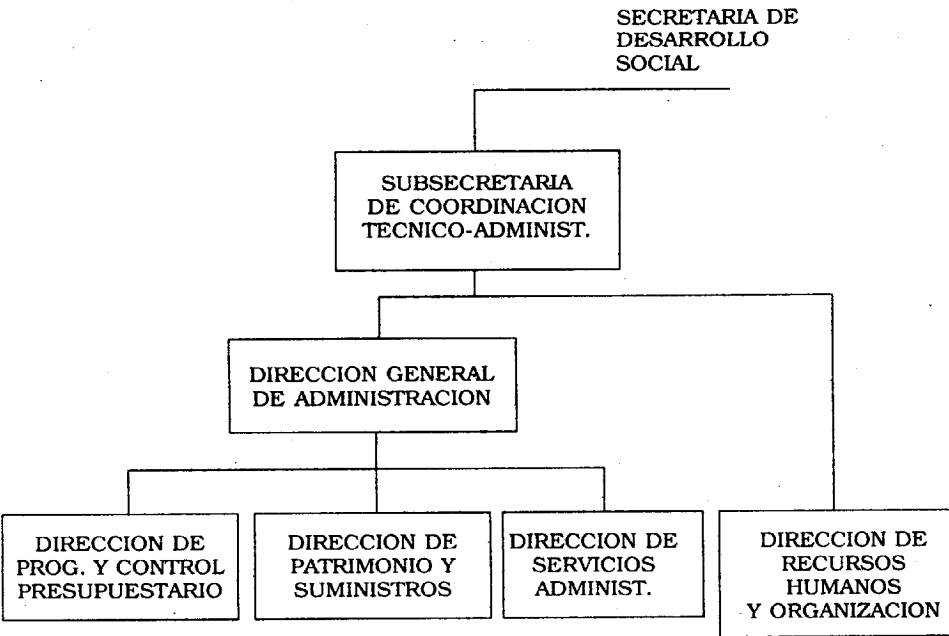 SECRETARIA DE
DESARROLLO
SOCIAL
SUBSECRETARIA
DE COORDINACION
TECNICO-ADMINIST.
DIRECCION GENERAL
DE ADMINISTRACION
DIRECCION DE
PROG. Y CONTROL
PRESUPUESTARIO
DIRECCION DE
PATRIMONIO Y
SUMINISTROS
DIRECCION DE
SERVICIOS
ADMINIST.
DIRECCION DE
RECURSOS
HUMANOS
Y ORGANIZACION